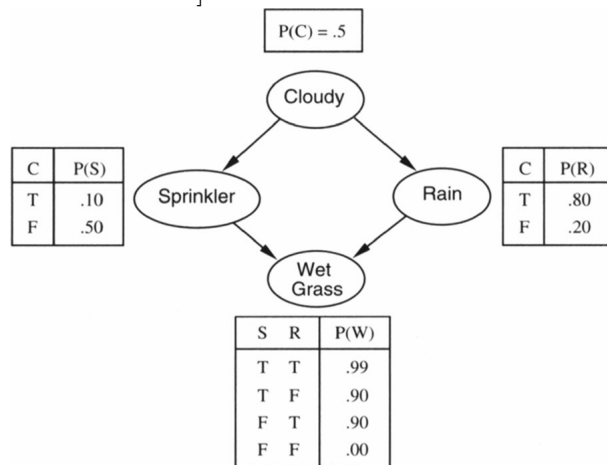 P(C) = .5
Cloudy
C P(S)
T .10
F .50
Sprinkler
Rain
C P(R)
T .80
F .20
Wet
Grass
S R P(W)
T T .99
T F .90
F T .90
F F .00